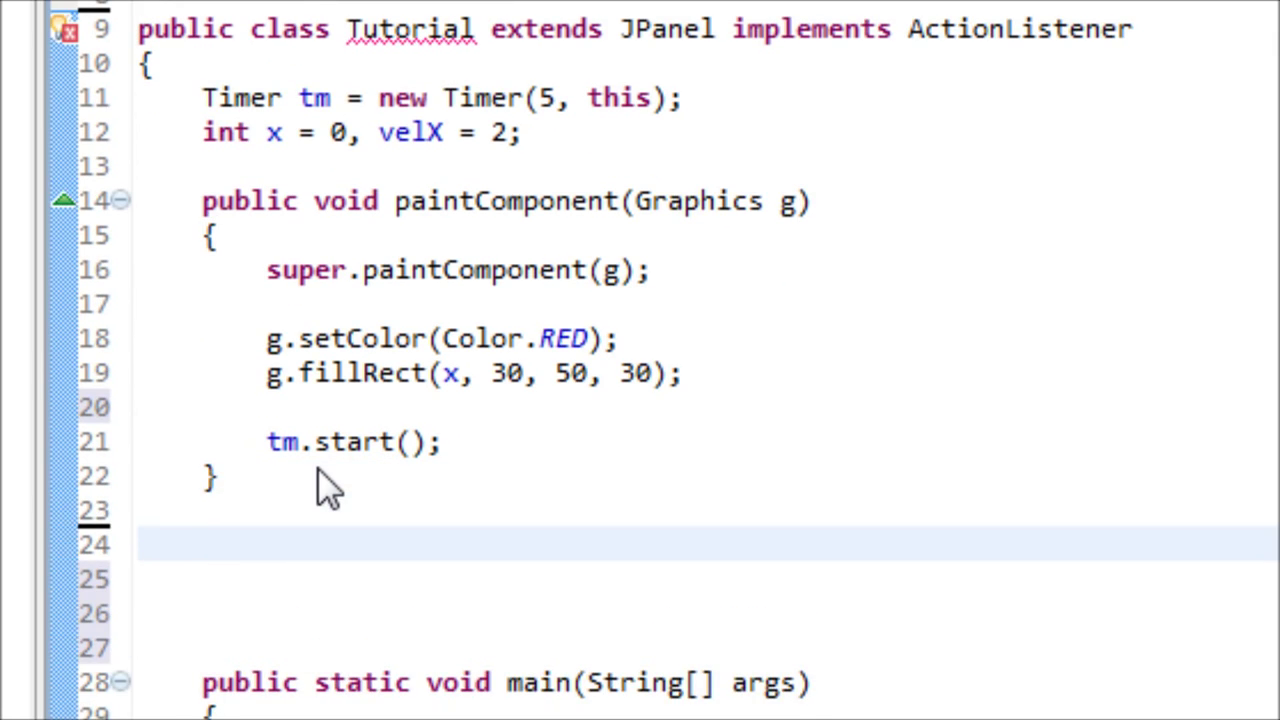 9 public class Tutorial extends JPanel implements ActionListener
10 {
11 Timer tm = new Timer(5, this);
12 int x = 0, velX = 2;
13
14 public void paintComponent(Graphics g)
15 {
16 super.paintComponent(g);
17
18 g.setColor(Color.RED);
19 g.fillRect(x, 30, 50, 30);
20
21 tm.start();
22 }
23
24
25
26
27
28 public static void main(String[] args)
29 {